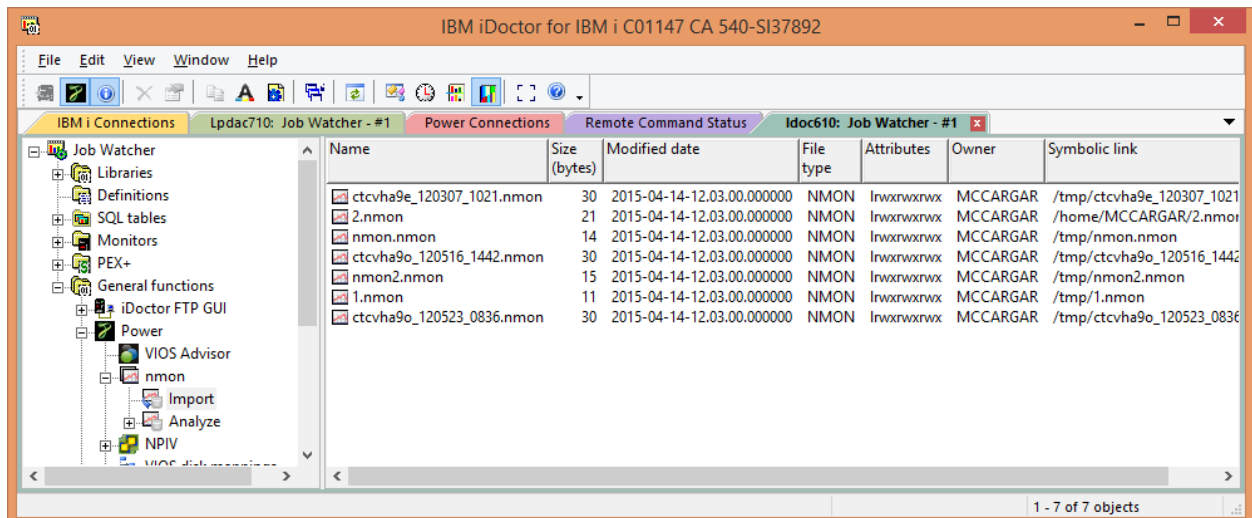 IBM iDoctor for IBM i C01147 CA 540-SI37892
File Edit View Window Help
IBM i Connections Lpdac710: Job Watcher - #1 Power Connections Remote Command Status Idoc610: Job Watcher - #1
Job Watcher
Libraries
Definitions
SQL tables
Monitors
PEX+
General functions
iDoctor FTP GUI
Power
VIOS Advisor
nmon
Import
Analyze
NPIV
Name Size (bytes) Modified date File type Attributes Owner Symbolic link
ctcvha9e_120307_1021.nmon 30 2015-04-14-12.03.00.000000 NMON lrwxrwxrwx MCCARGAR /tmp/ctcvha9e_120307_1021
2.nmon 21 2015-04-14-12.03.00.000000 NMON lrwxrwxrwx MCCARGAR /home/MCCARGAR/2.nmon
nmon.nmon 14 2015-04-14-12.03.00.000000 NMON lrwxrwxrwx MCCARGAR /tmp/nmon.nmon
ctcvha9o_120516_1442.nmon 30 2015-04-14-12.03.00.000000 NMON lrwxrwxrwx MCCARGAR /tmp/ctcvha9o_120516_1442
nmon2.nmon 15 2015-04-14-12.03.00.000000 NMON lrwxrwxrwx MCCARGAR /tmp/nmon2.nmon
1.nmon 11 2015-04-14-12.03.00.000000 NMON lrwxrwxrwx MCCARGAR /tmp/1.nmon
ctcvha9o_120523_0836.nmon 30 2015-04-14-12.03.00.000000 NMON lrwxrwxrwx MCCARGAR /tmp/ctcvha9o_120523_0836
1 - 7 of 7 objects